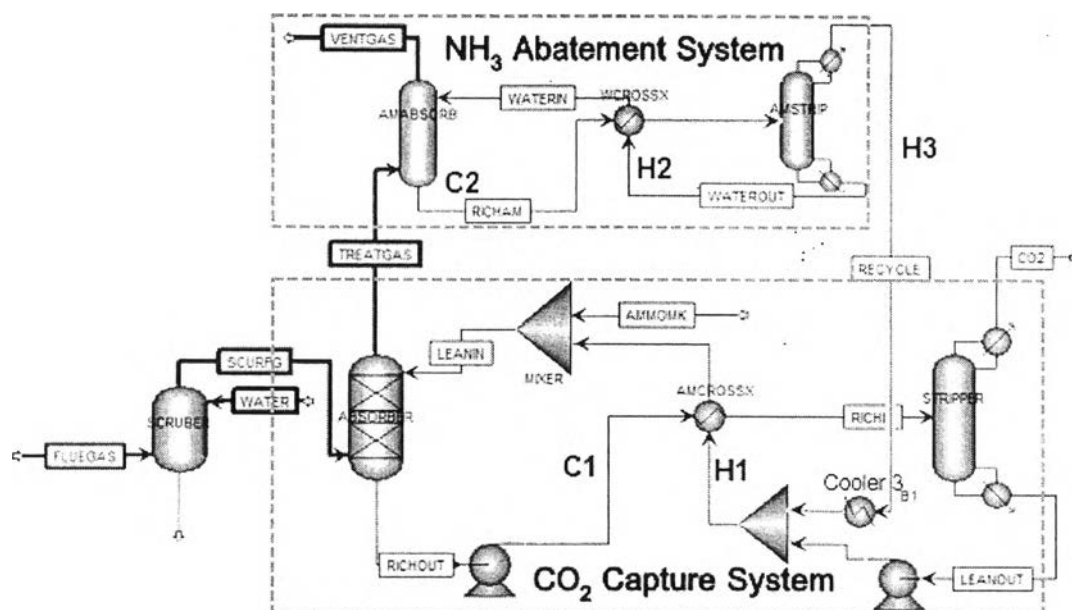 VENTGAS
NH3 Abatement System
AMABSORB
WATERIN
WCROSSX
AMSTRIP
H3
C2
H2
RICHAM
WATEROUT
TREATGAS
RECYCLE
CO2
AMMOMK
LEANIN
MIXER
SCURFG
AMCROSSX
WATER
ABSORBER
STRIPPER
SCRUBER
FLUEGAS
C1
H1
Cooler 3
B1
RICHOUT
LEANOUT
CO2 Capture System